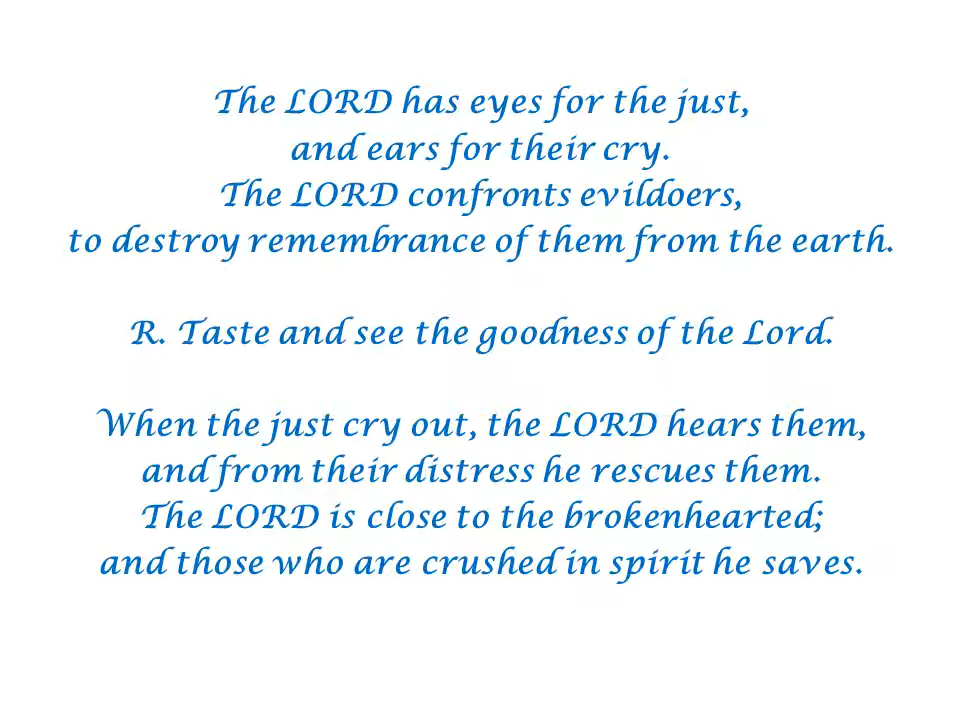 The LORD has eyes for the just,
and ears for their cry.
The LORD confronts evildoers,
to destroy remembrance of them from the earth.
R. Taste and see the goodness of the Lord.
When the just cry out, the LORD hears them,
and from their distress he rescues them.
The LORD is close to the brokenhearted;
and those who are crushed in spirit he saves.